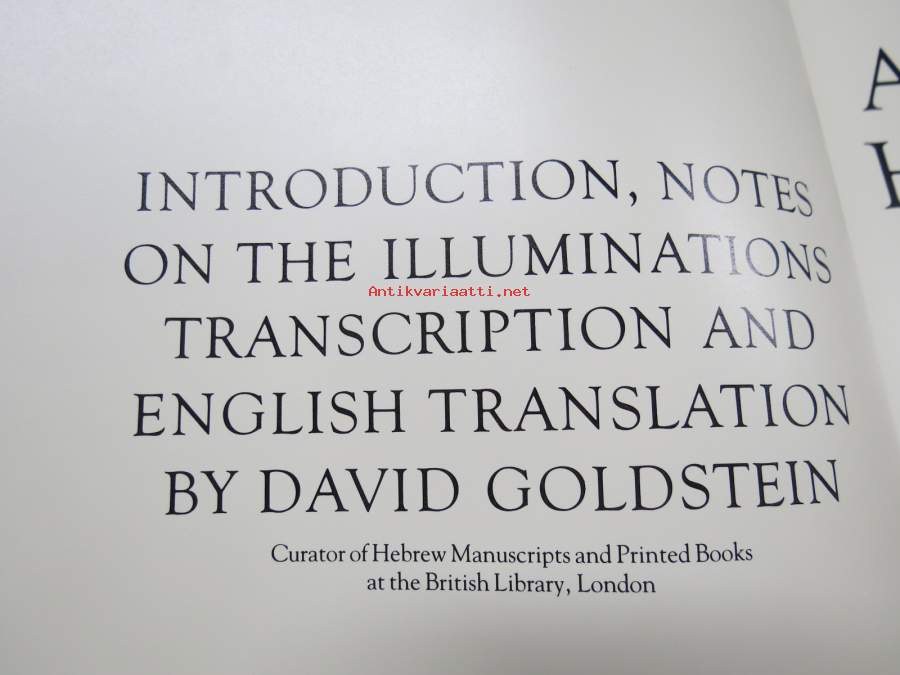 INTRODUCTION, NOTES
ON THE ILLUMINATIONS
Antikvariaatti.net
TRANSCRIPTION AND
ENGLISH TRANSLATION
BY DAVID GOLDSTEIN
Curator of Hebrew Manuscripts and Printed Books
at the British Library, London